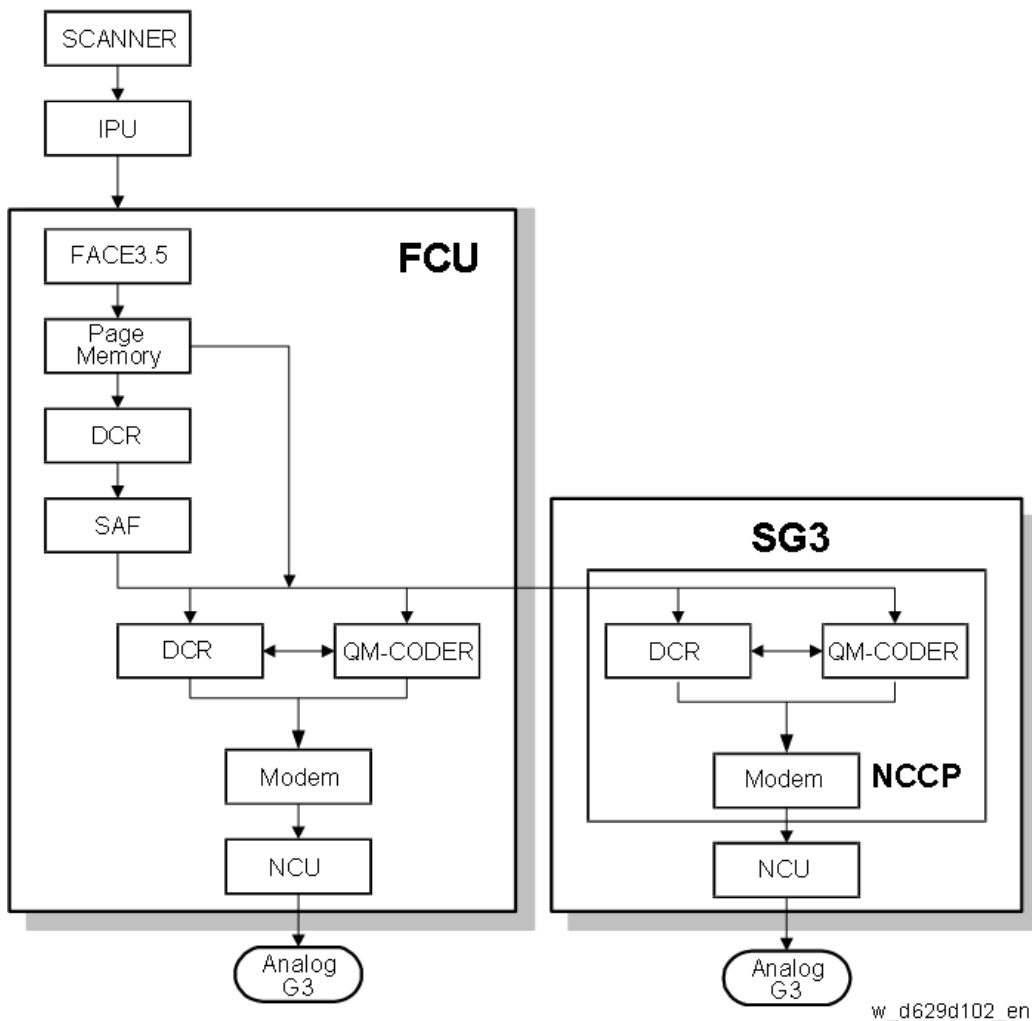 SCANNER
IPU
FCU
FACE3.5
Page
Memory
DCR
SAF
DCR
QM-CODER
Modem
NCU
Analog
G3
SG3
DCR
QM-CODER
Modem
NCCP
NCU
Analog
G3
w_d629d102_en